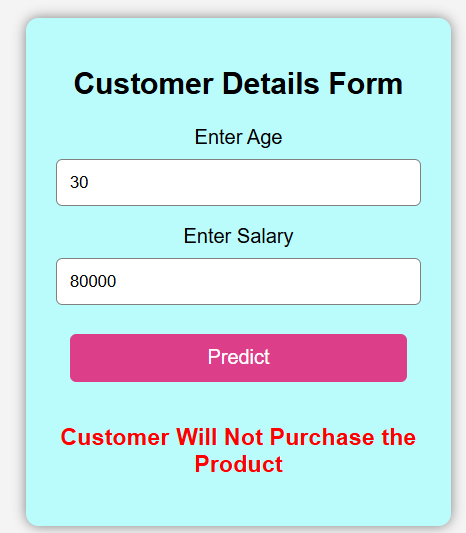 Customer Details Form
Enter Age
30
Enter Salary
80000
Predict
Customer Will Not Purchase the
Product